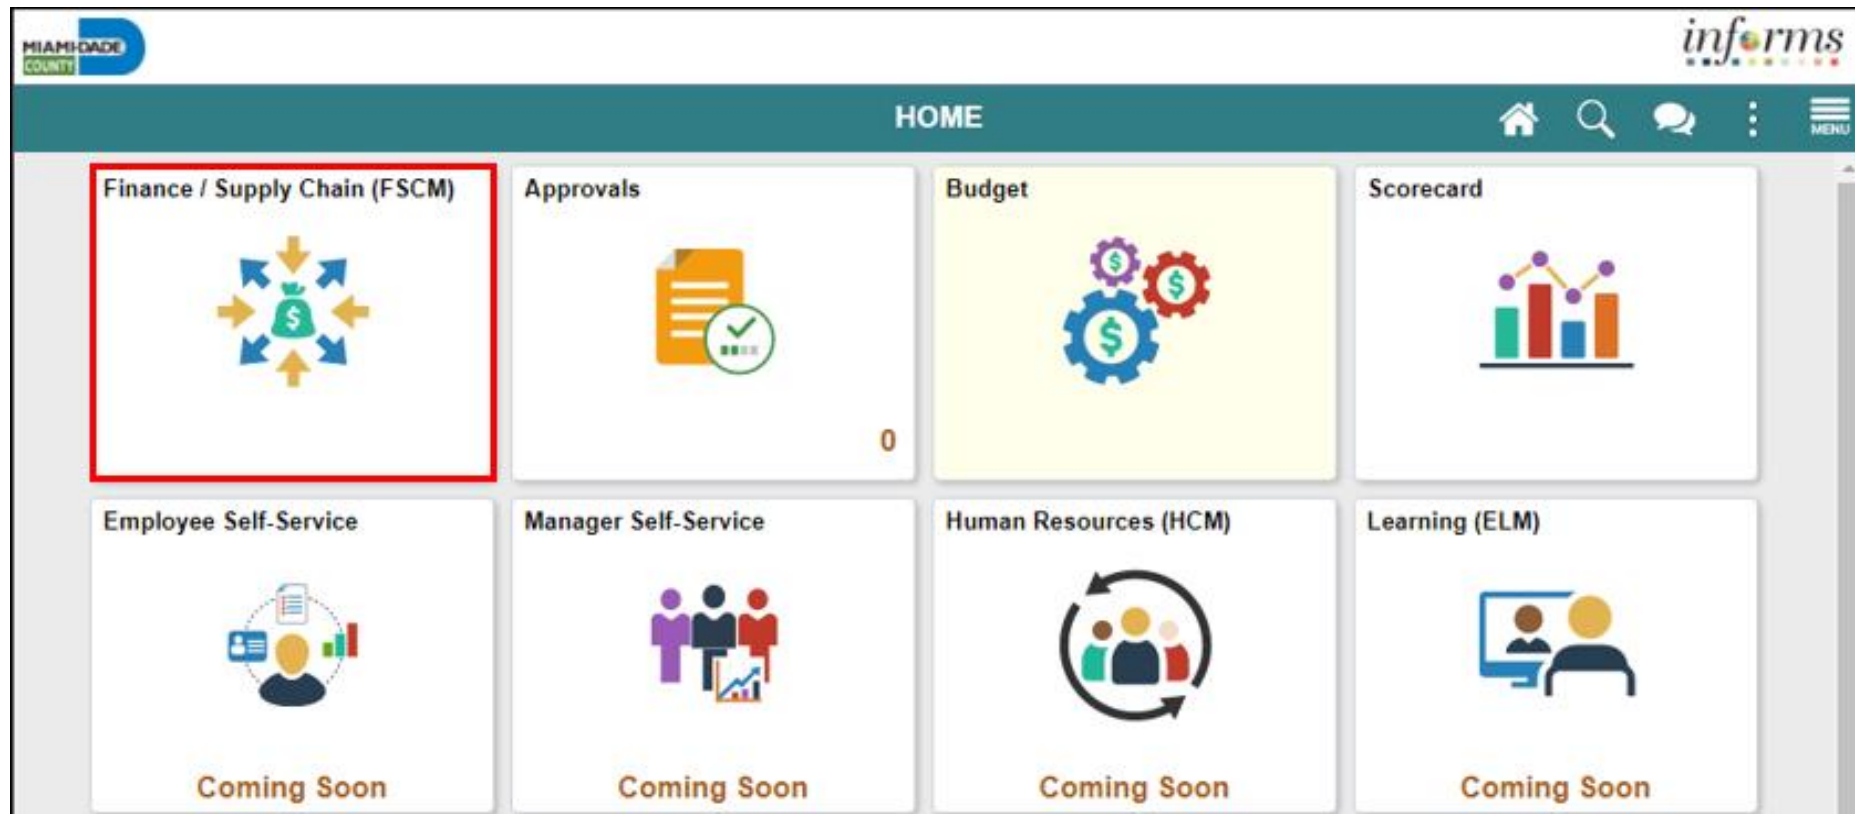 MIAMI-DADE
COUNTY
informs
HOME
MENU
Finance / Supply Chain (FSCM)
Approvals
Budget
Scorecard
$
$
$
$
0
Employee Self-Service
Manager Self-Service
Human Resources (HCM)
Learning (ELM)
Coming Soon
Coming Soon
Coming Soon
Coming Soon